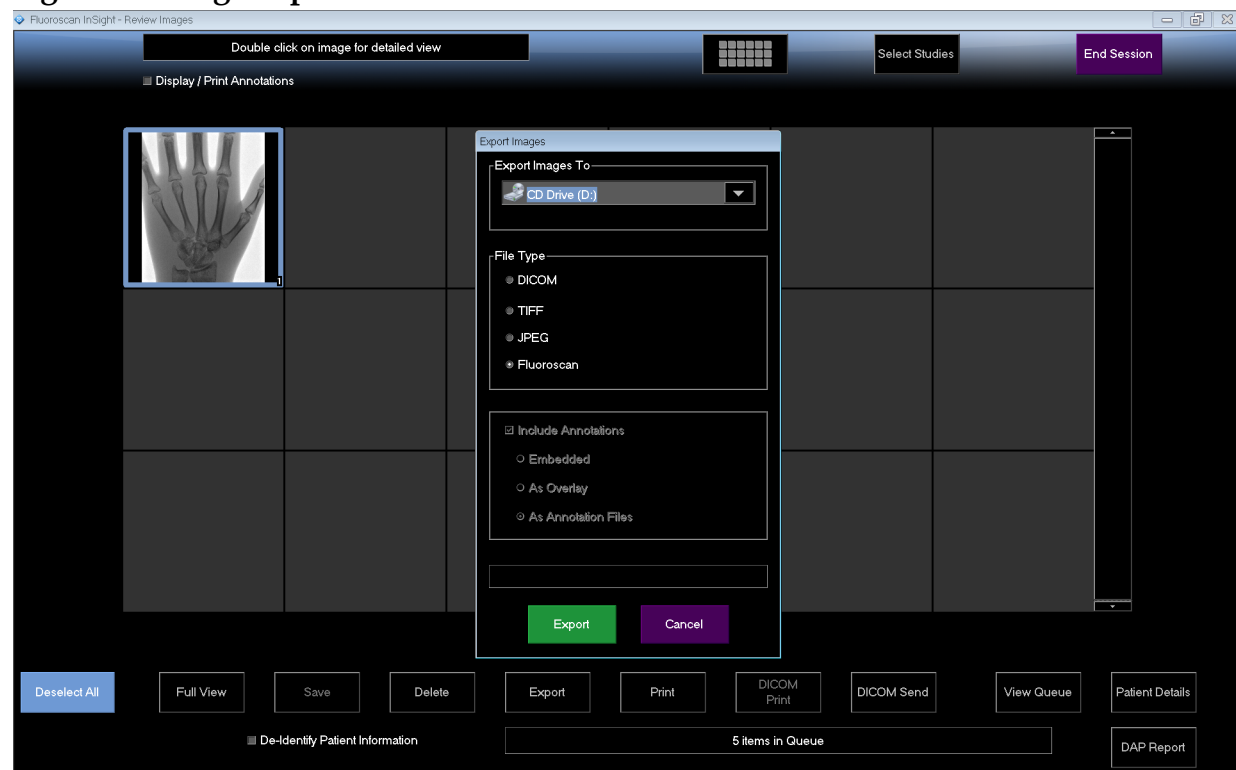 Fluoroscan InSight - Review Images
Double click on image for detailed view
Select Studies
End Session
Display / Print Annotations
1
Export Images
Export Images To
CD Drive (D:)
File Type
DICOM
TIFF
JPEG
Fluoroscan
Include Annotations
Embedded
As Overlay
As Annotation Files
Export
Cancel
Deselect All
Full View
Save
Delete
Export
Print
DICOM
Print
DICOM Send
View Queue
Patient Details
De-Identify Patient Information
5 items in Queue
DAP Report